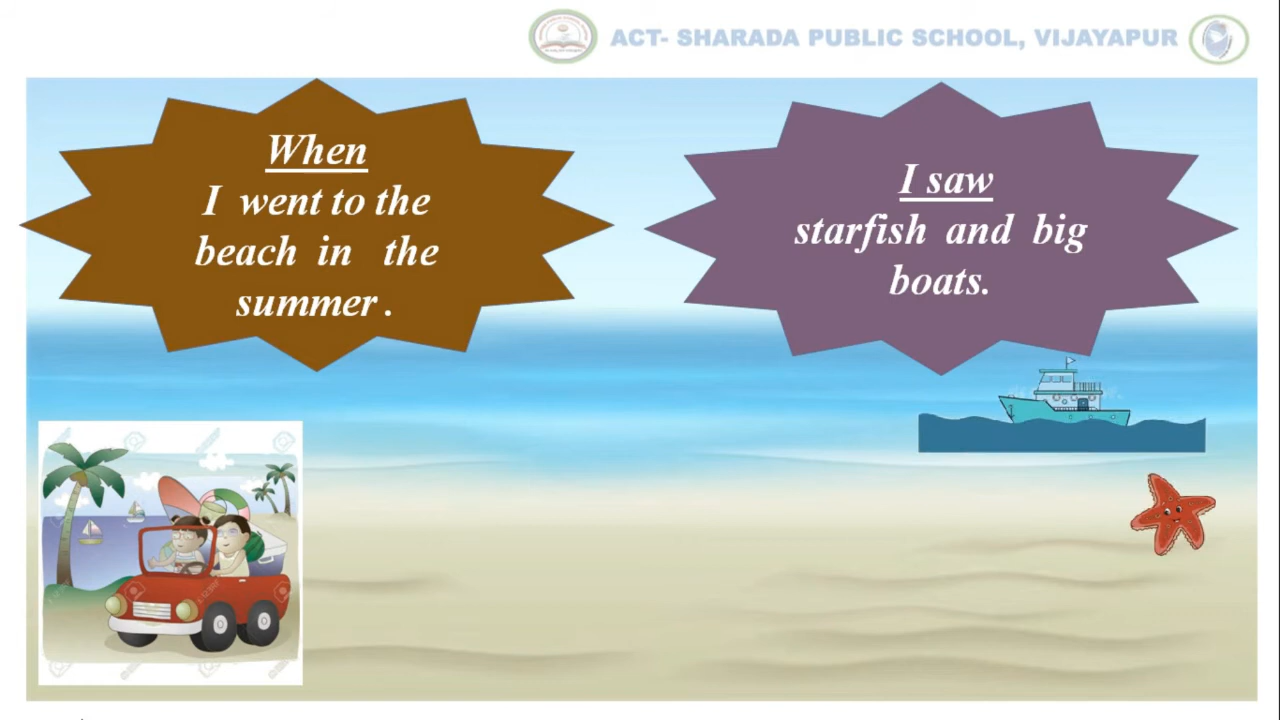 ACT- SHARADA PUBLIC SCHOOL, VIJAYAPUR
When
I went to the
beach in the
summer .
I saw
starfish and big
boats.